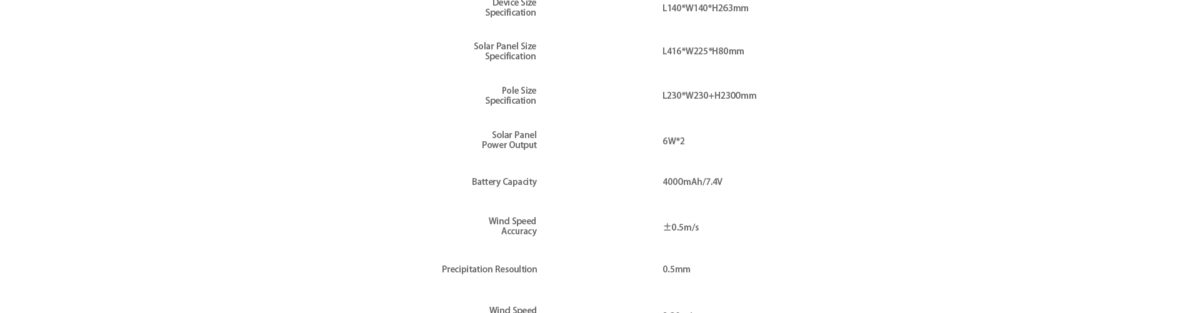 Device Size
Specification
L140*W140*H263mm
Solar Panel Size
Specification
L416*W225*H80mm
Pole Size
Specification
L230*W230+H2300mm
Solar Panel
Power Output
6W*2
Battery Capacity
4000mAh/7.4V
Wind Speed
Accuracy
±0.5m/s
Precipitation Resoultion
0.5mm
Wind Speed